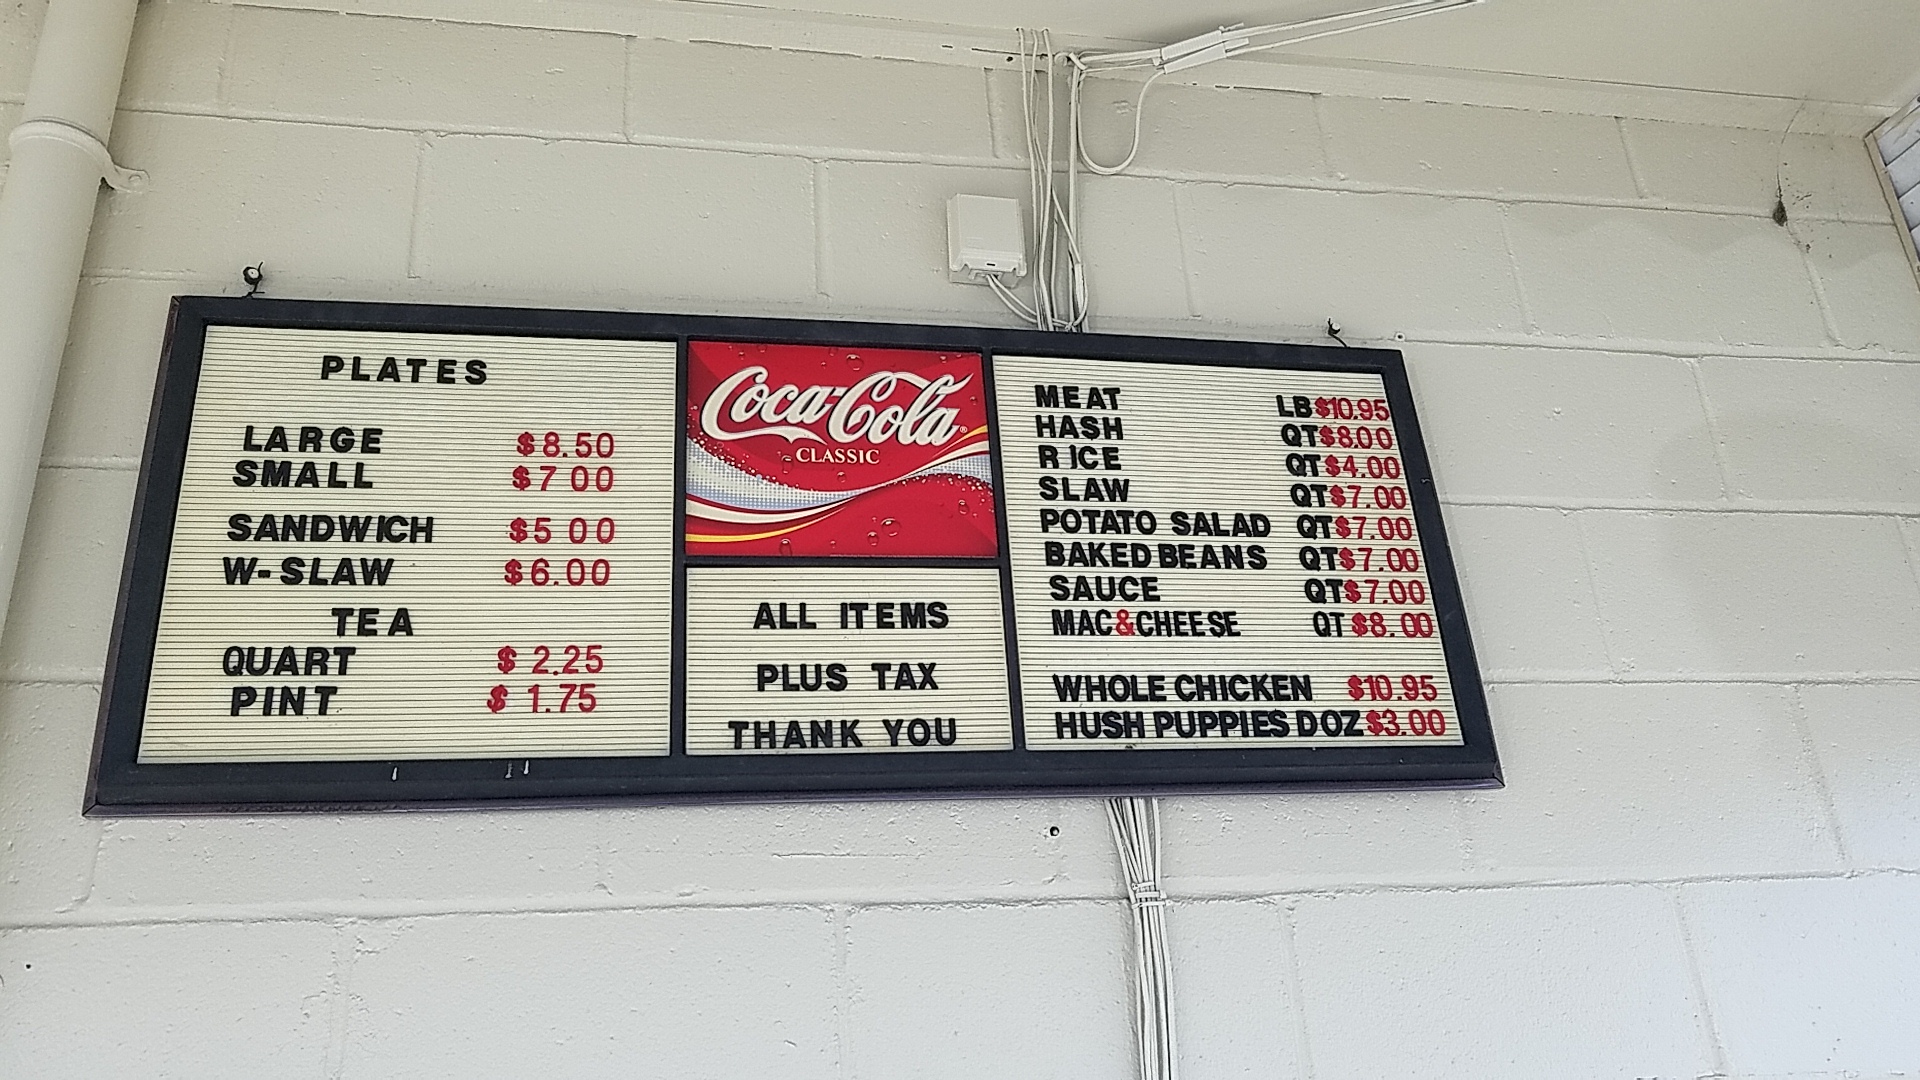 PLATES
LARGE $8.50
SMALL $7 00
SANDWICH $5 00
W-SLAW $6.00
TEA
QUART $ 2.25
PINT $ 1.75
Coca-Cola®
CLASSIC
ALL ITEMS
PLUS TAX
THANK YOU
MEAT LB$10.95
HASH QT$8.00
RICE QT$4.00
SLAW QT$7.00
POTATO SALAD QT$7.00
BAKED BEANS QT$7.00
SAUCE QT$7.00
MAC&CHEESE QT $8.00
WHOLE CHICKEN $10.95
HUSH PUPPIES DOZ $3.00